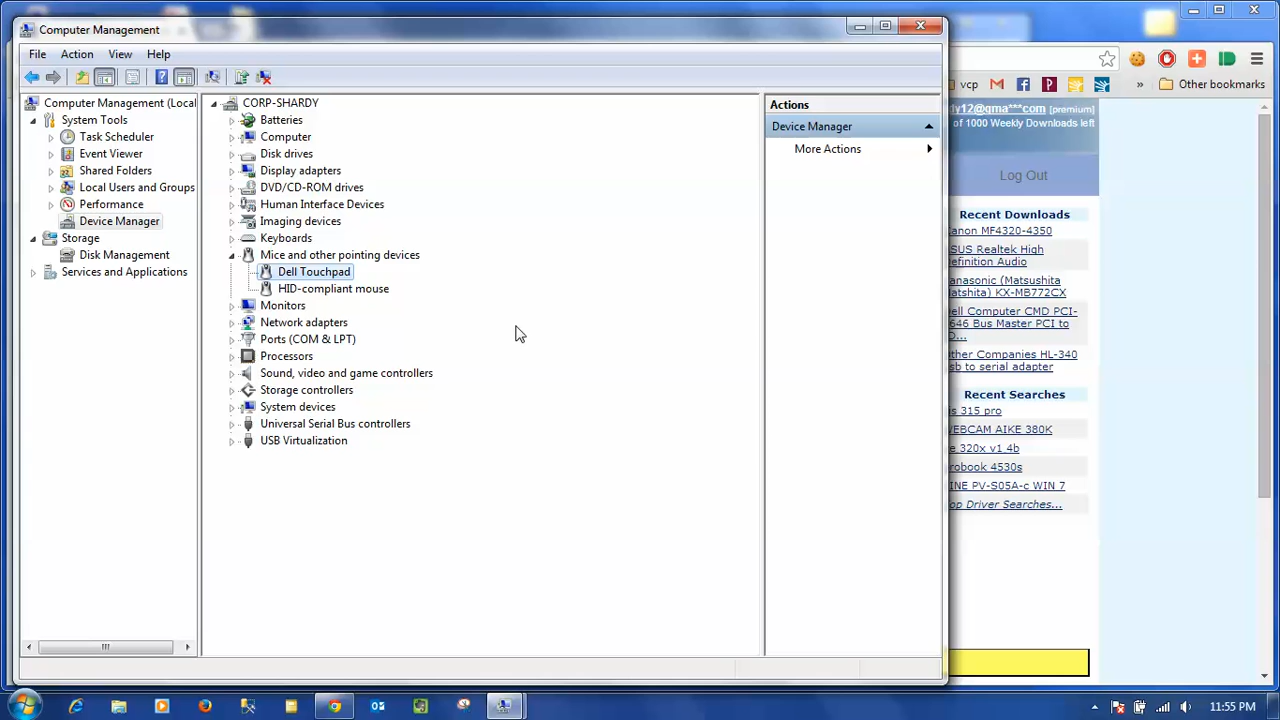 Computer Management
File Action View Help
Computer Management (Local
System Tools
Task Scheduler
Event Viewer
Shared Folders
Local Users and Groups
Performance
Device Manager
Storage
Disk Management
Services and Applications
CORP-SHARDY
Batteries
Computer
Disk drives
Display adapters
DVD/CD-ROM drives
Human Interface Devices
Imaging devices
Keyboards
Mice and other pointing devices
Dell Touchpad
HID-compliant mouse
Monitors
Network adapters
Ports (COM & LPT)
Processors
Sound, video and game controllers
Storage controllers
System devices
Universal Serial Bus controllers
USB Virtualization
Actions
Device Manager
More Actions
vcp
» Other bookmarks
dy12@qma***com [premium]
of 1000 Weekly Downloads left
Log Out
Recent Downloads
anon MF4320-4350
SUS Realtek High
efinition Audio
anasonic (Matsushita
atshita) KX-MB772CX
ell Computer CMD PCI-
646 Bus Master PCI to
o...
ther Companies HL-340
sb to serial adapter
Recent Searches
us 315 pro
WEBCAM AIKE 380K
e 320x v1 4b
robook 4530s
INE PV-S05A-c WIN 7
op Driver Searches...
11:55 PM